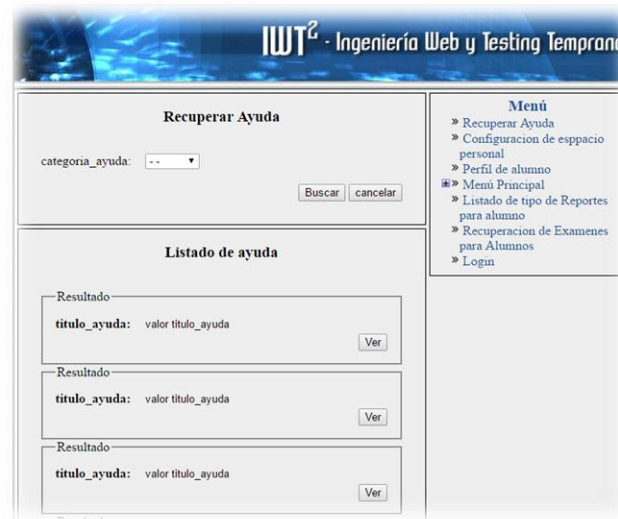 IWT² - Ingeniería Web y Testing Temprano
Recuperar Ayuda
categoria_ayuda: - -
Buscar cancelar
Listado de ayuda
Resultado
titulo_ayuda: valor titulo_ayuda
Ver
Resultado
titulo_ayuda: valor titulo_ayuda
Ver
Resultado
titulo_ayuda: valor titulo_ayuda
Ver
Menú
» Recuperar Ayuda
» Configuracion de esppacio
personal
» Perfil de alumno
» Menú Principal
» Listado de tipo de Reportes
para alumno
» Recuperacion de Examenes
para Alumnos
» Login